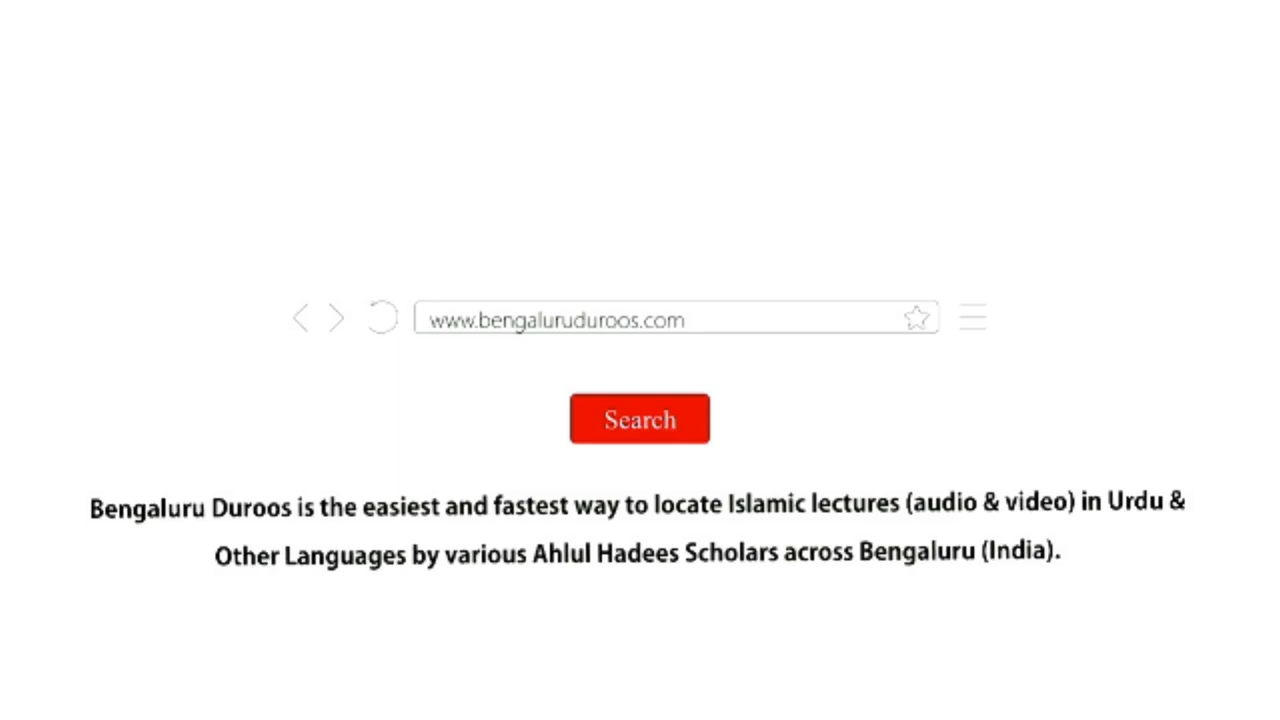 www.bengaluruduroos.com
Search
Bengaluru Duroos is the easiest and fastest way to locate Islamic lectures (audio & video) in Urdu &
Other Languages by various Ahlul Hadees Scholars across Bengaluru (India).